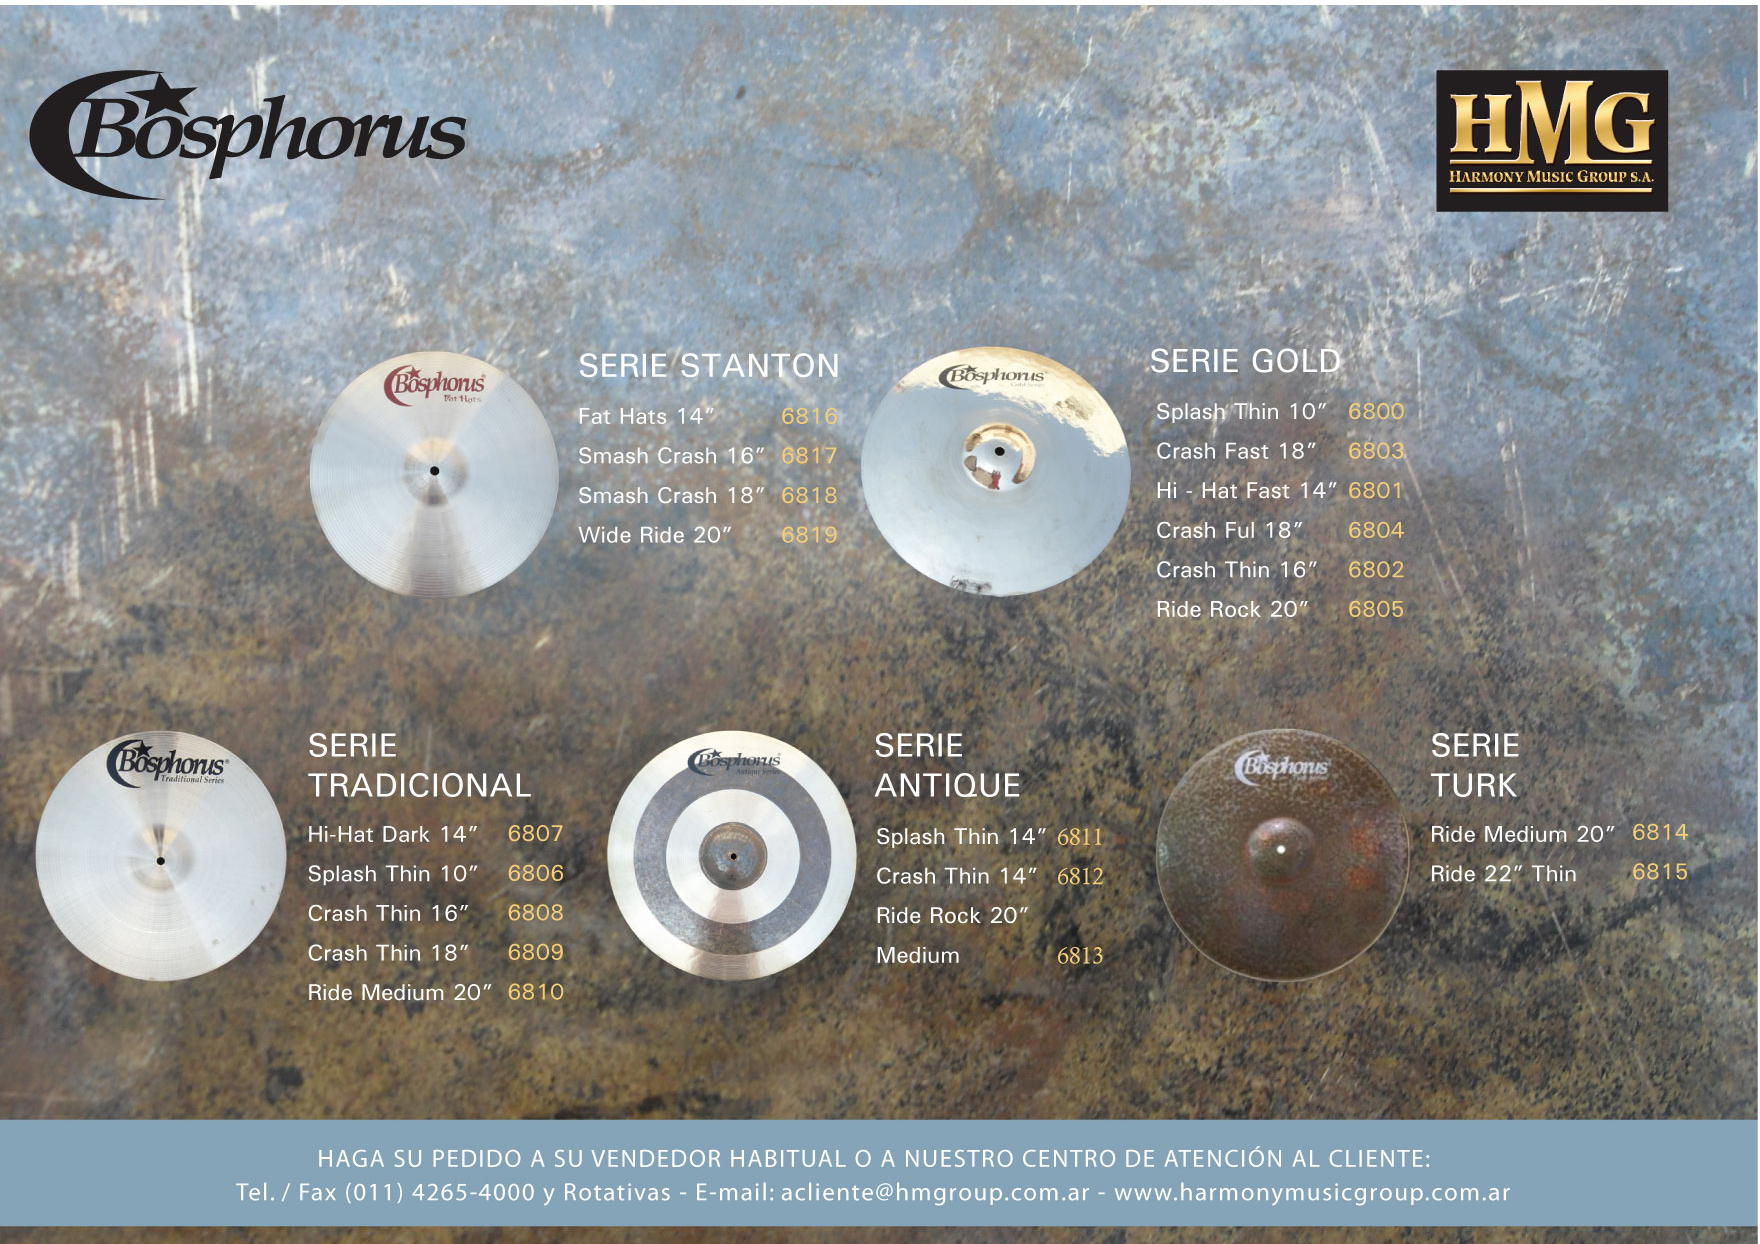 Bosphorus
HMG
HARMONY MUSIC GROUP S.A.
Bosphorus®
Fat Hats
SERIE STANTON
Fat Hats 14” 6816
Smash Crash 16” 6817
Smash Crash 18” 6818
Wide Ride 20” 6819
Bosphorus
Gold Series
SERIE GOLD
Splash Thin 10” 6800
Crash Fast 18” 6803
Hi - Hat Fast 14” 6801
Crash Ful 18” 6804
Crash Thin 16” 6802
Ride Rock 20” 6805
Bosphorus®
Traditional Series
SERIE
TRADICIONAL
Hi-Hat Dark 14” 6807
Splash Thin 10” 6806
Crash Thin 16” 6808
Crash Thin 18” 6809
Ride Medium 20” 6810
Bosphorus
Antique Series
SERIE
ANTIQUE
Splash Thin 14” 6811
Crash Thin 14” 6812
Ride Rock 20”
Medium 6813
Bosphorus
SERIE
TURK
Ride Medium 20” 6814
Ride 22” Thin 6815
HAGA SU PEDIDO A SU VENDEDOR HABITUAL O A NUESTRO CENTRO DE ATENCIÓN AL CLIENTE:
Tel. / Fax (011) 4265-4000 y Rotativas - E-mail: acliente@hmgroup.com.ar - www.harmonymusicgroup.com.ar